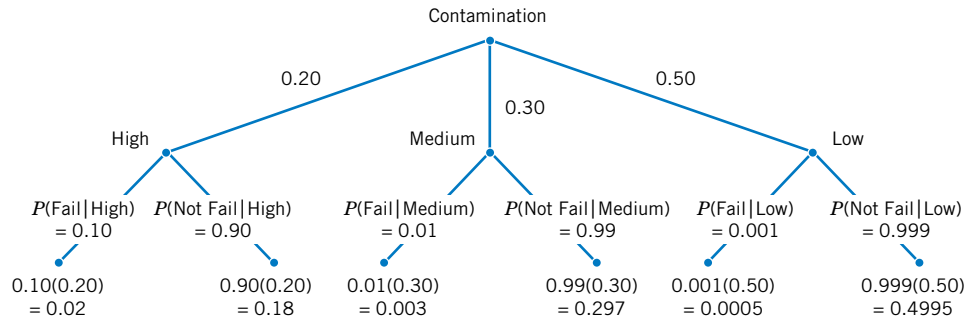 Contamination
0.20
0.50
0.30
High
Medium
Low
P(Fail|High)
= 0.10
P(Not Fail|High)
= 0.90
P(Fail|Medium)
= 0.01
P(Not Fail|Medium)
= 0.99
P(Fail|Low)
= 0.001
P(Not Fail|Low)
= 0.999
0.10(0.20)
= 0.02
0.90(0.20)
= 0.18
0.01(0.30)
= 0.003
0.99(0.30)
= 0.297
0.001(0.50)
= 0.0005
0.999(0.50)
= 0.4995